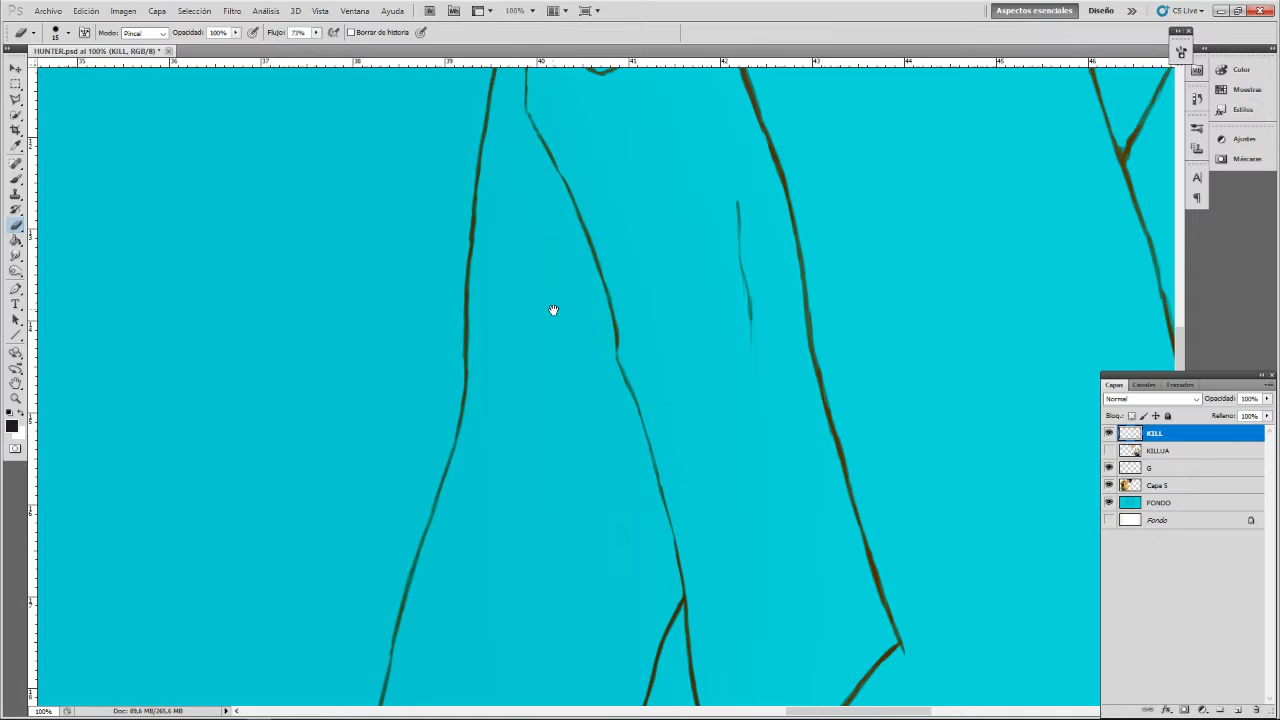 Ps Archivo Edición Imagen Capa Selección Filtro Análisis 3D Vista Ventana Ayuda Br Mb 100% Aspectos esenciales Diseño CS Live
15 Modo: Pincel Opacidad: 100% Flujo: 73% Borrar de historia
HUNTER.psd al 100% (KILL, RGB/8) *
35 36 37 38 39 40 41 42 43 44 46
Color
Muestras
Estilos
Ajustes
Máscaras
Capas Canales Trazados
Normal Opacidad: 100%
Bloq.: Relleno: 100%
KILL
KILLUA
G
Capa 5
FONDO
Fondo
100% Doc: 89,6 MB/265,6 MB